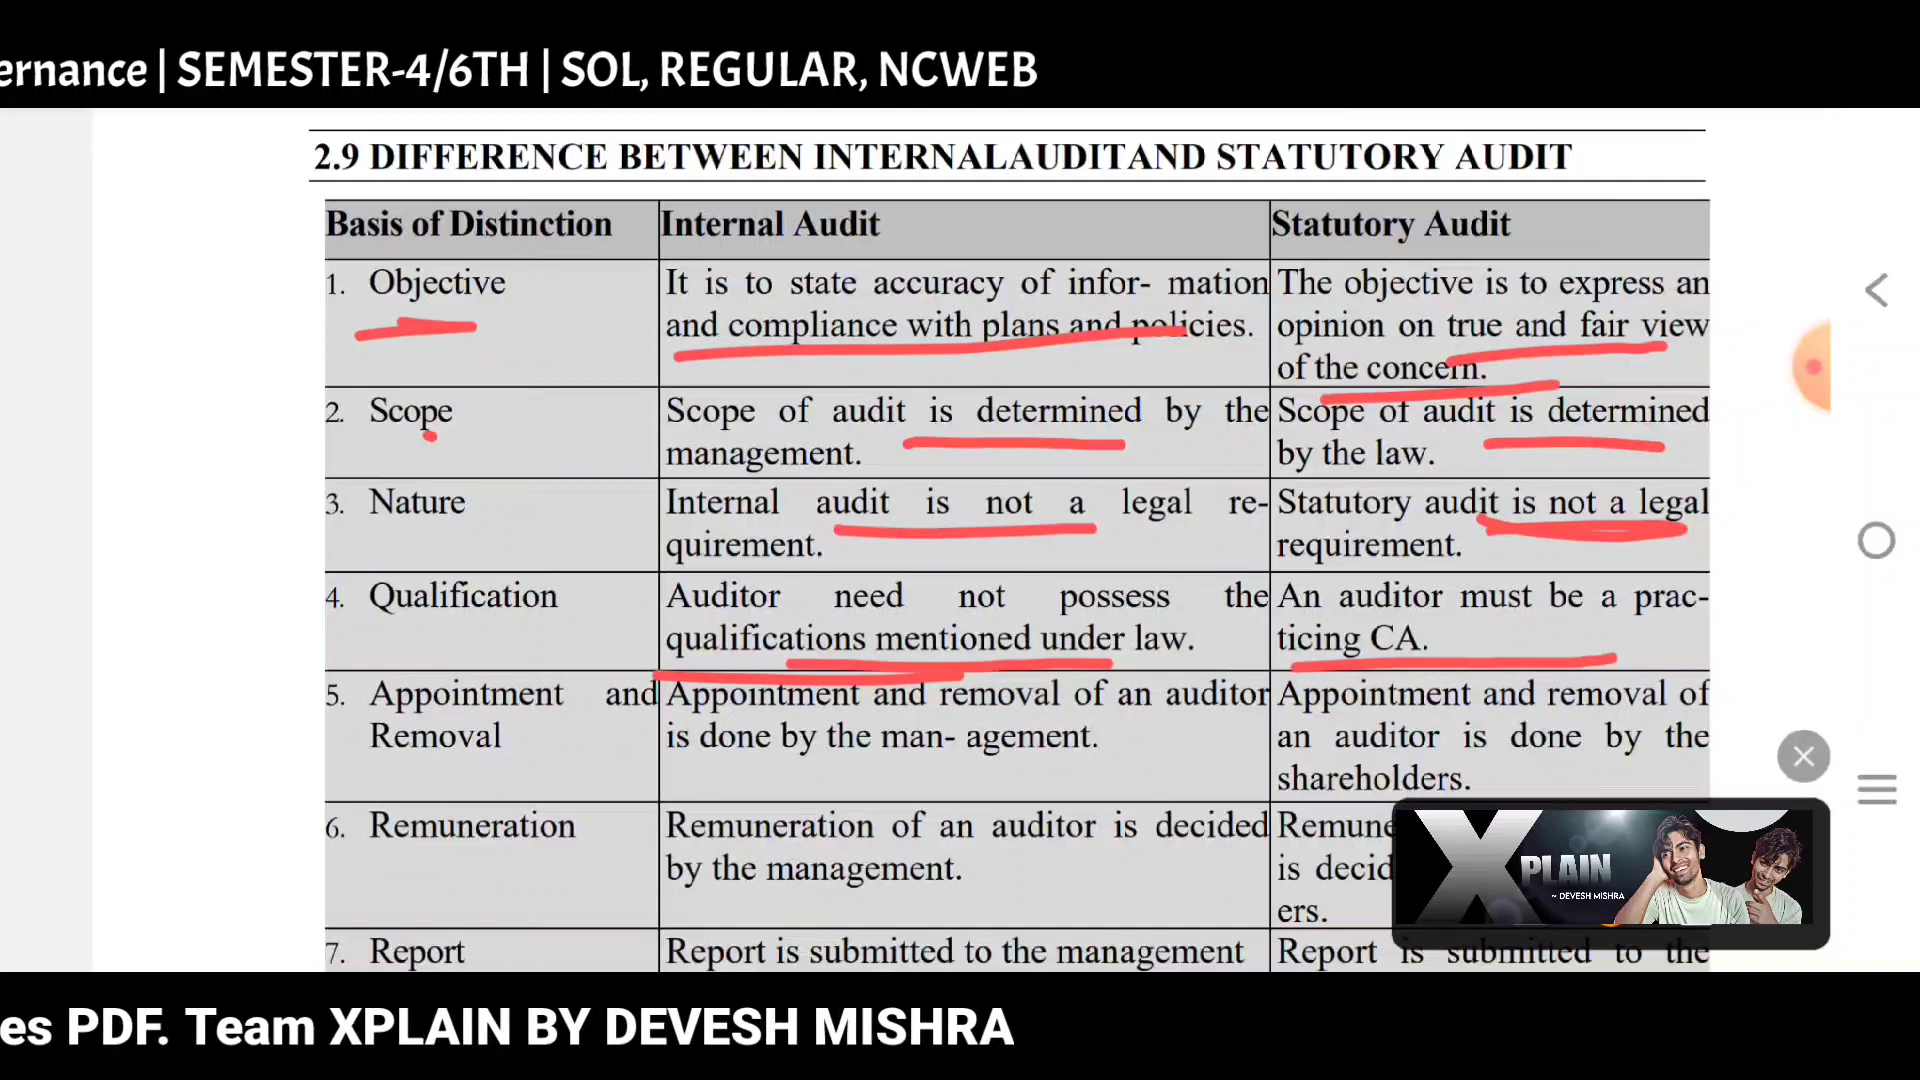 ernance | SEMESTER-4/6TH | SOL, REGULAR, NCWEB
2.9 DIFFERENCE BETWEEN INTERNALAUDITAND STATUTORY AUDIT
Basis of Distinction Internal Audit Statutory Audit
1. Objective It is to state accuracy of infor- mation The objective is to express an
and compliance with plans and policies. opinion on true and fair view
of the concern.
2. Scope Scope of audit is determined by the Scope of audit is determined
management. by the law.
3. Nature Internal audit is not a legal re- Statutory audit is not a legal
quirement. requirement.
4. Qualification Auditor need not possess the An auditor must be a prac-
qualifications mentioned under law. ticing CA.
5. Appointment and Appointment and removal of an auditor Appointment and removal of
Removal is done by the man- agement. an auditor is done by the
shareholders.
6. Remuneration Remuneration of an auditor is decided Remune
by the management. is decid
ers.
XPLAIN
~ DEVESH MISHRA
7. Report Report is submitted to the management Report is submitted to the
es PDF. Team XPLAIN BY DEVESH MISHRA